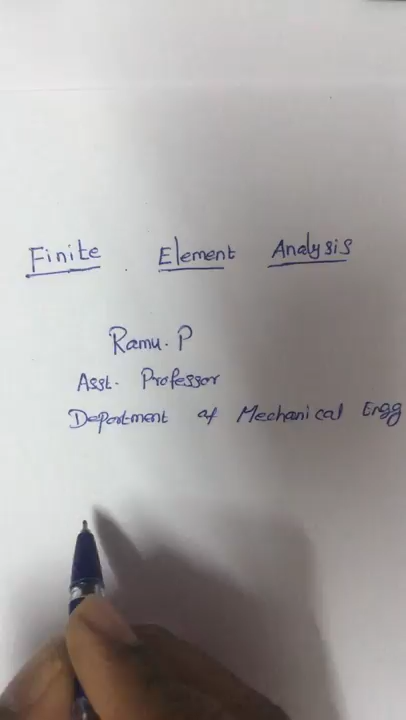 Finite Element Analysis
Ramu. P
Asst. Professor
Department of Mechanical Engg